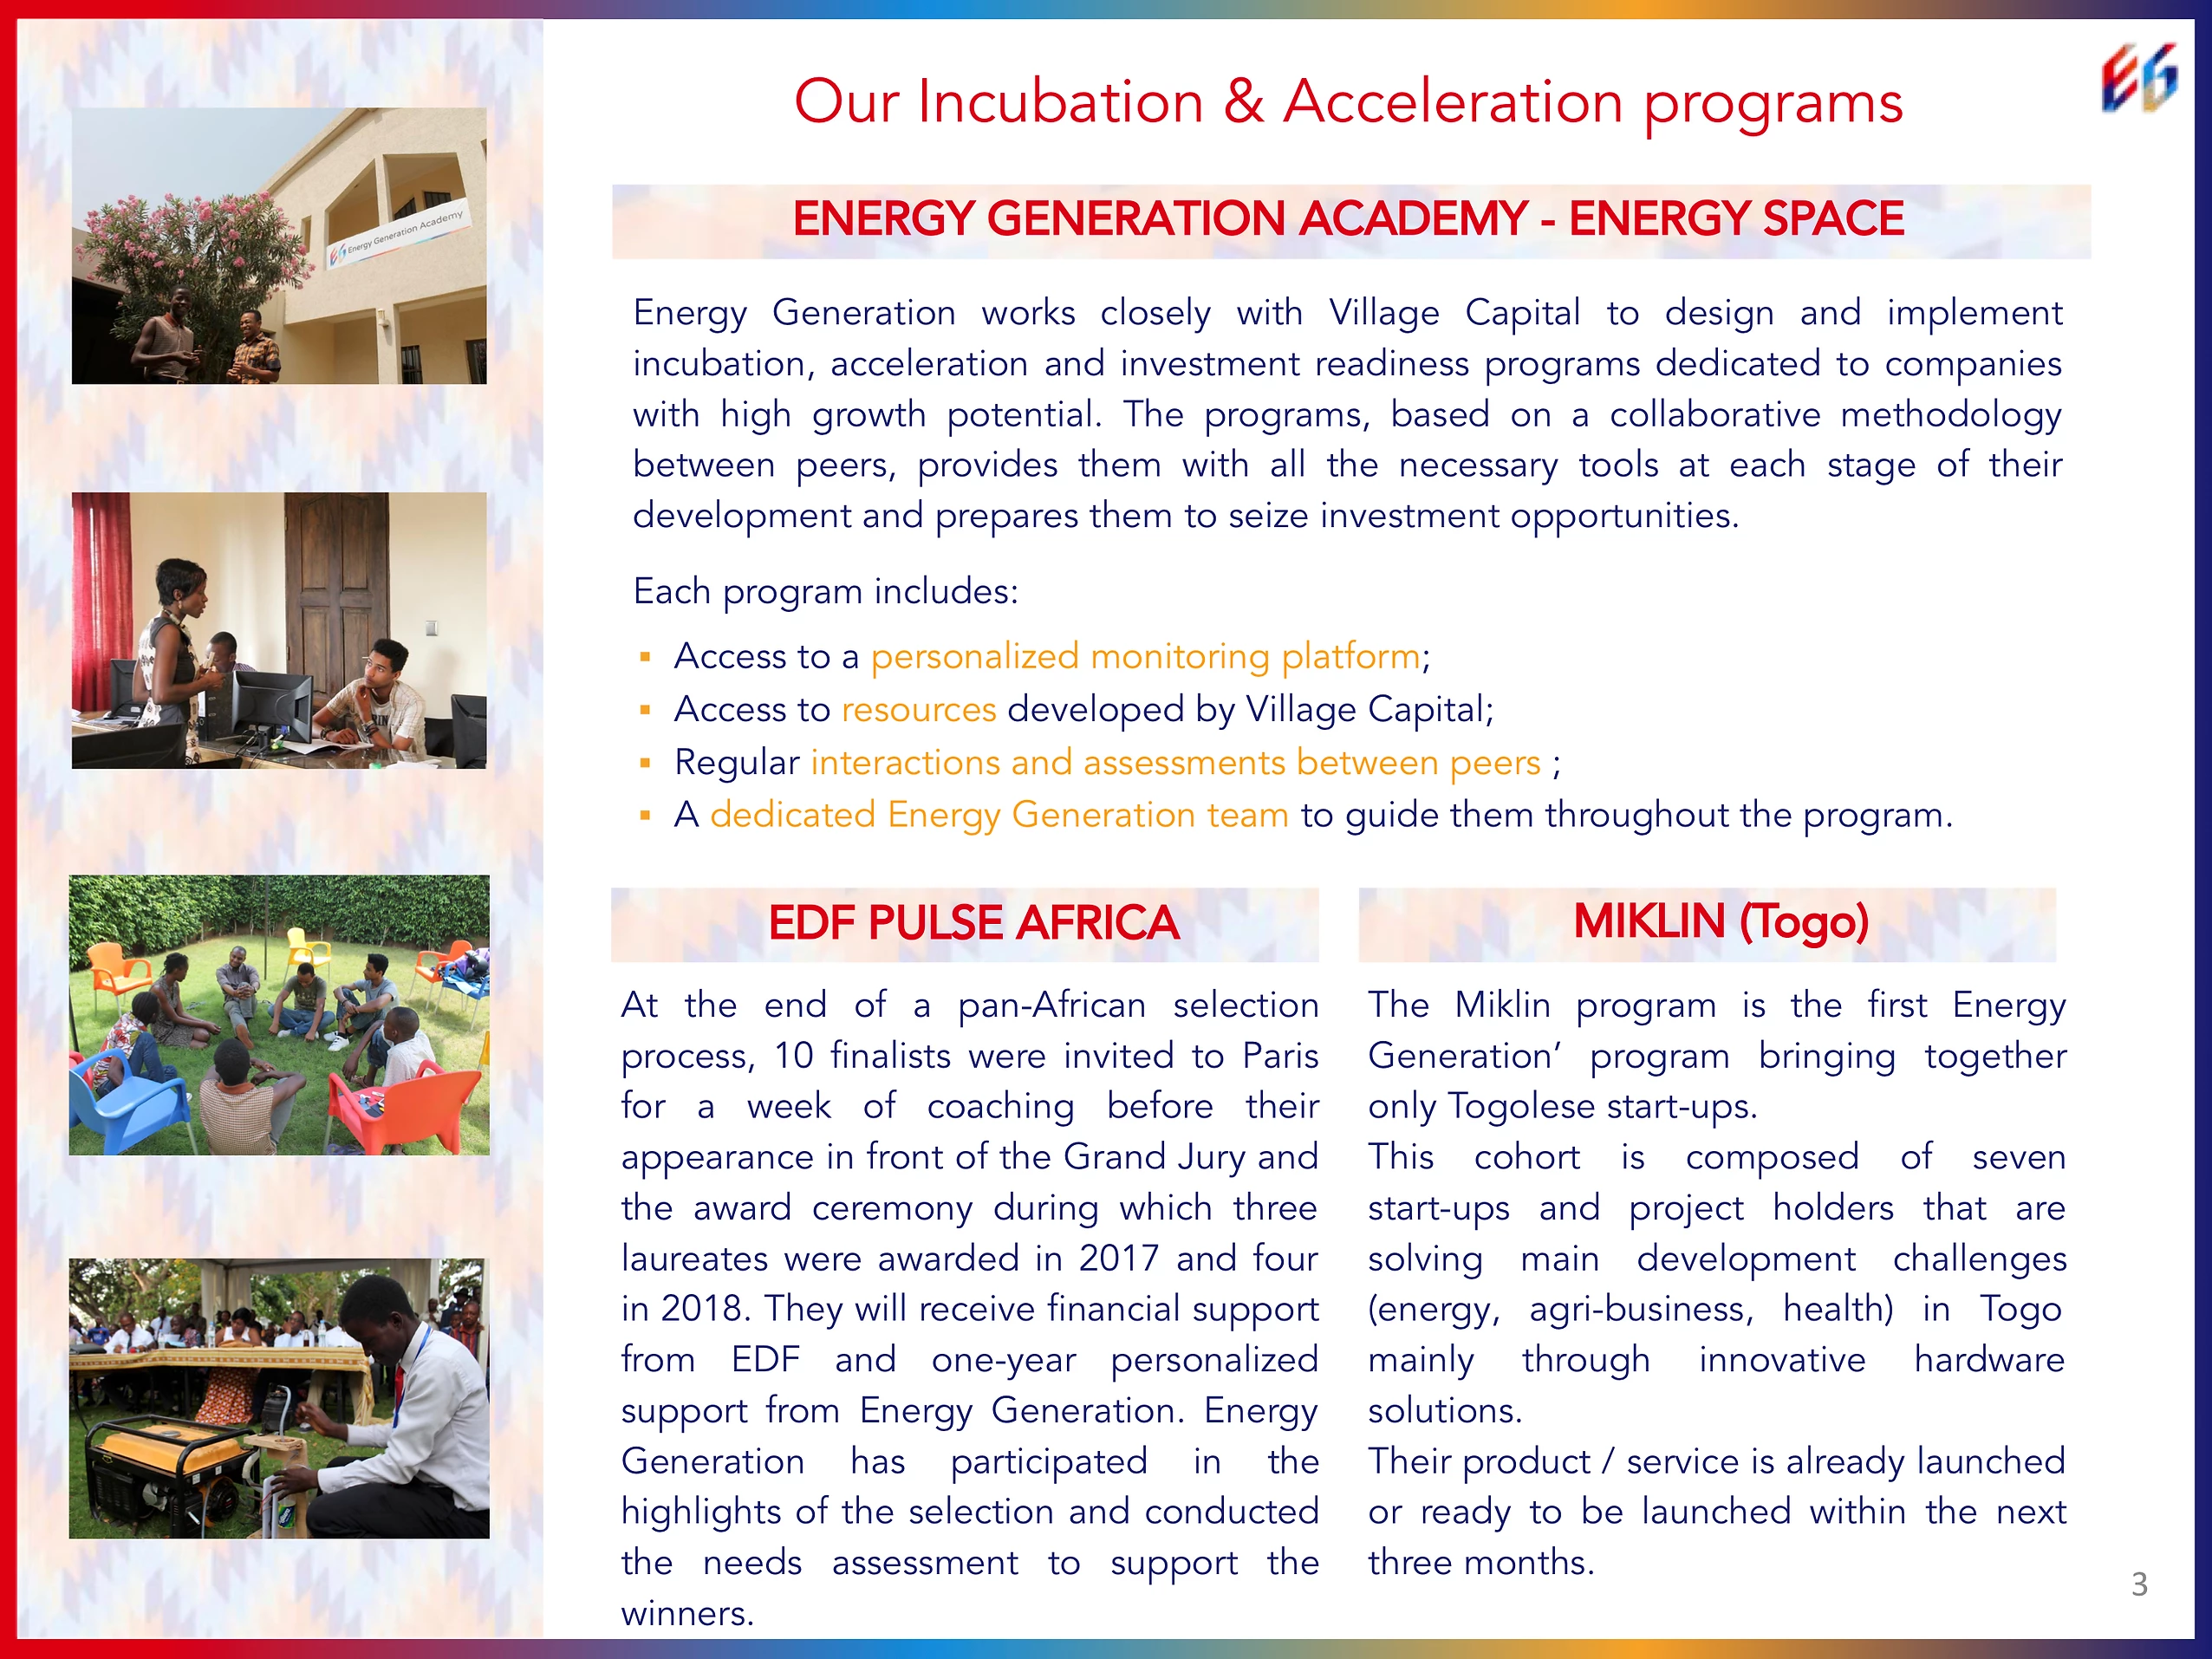 Our Incubation & Acceleration programs
EG
ENERGY GENERATION ACADEMY - ENERGY SPACE
EG Energy Generation Academy
Energy Generation works closely with Village Capital to design and implement
incubation, acceleration and investment readiness programs dedicated to companies
with high growth potential. The programs, based on a collaborative methodology
between peers, provides them with all the necessary tools at each stage of their
development and prepares them to seize investment opportunities.
Each program includes:
▪ Access to a personalized monitoring platform;
▪ Access to resources developed by Village Capital;
▪ Regular interactions and assessments between peers ;
▪ A dedicated Energy Generation team to guide them throughout the program.
EDF PULSE AFRICA
At the end of a pan-African selection
process, 10 finalists were invited to Paris
for a week of coaching before their
appearance in front of the Grand Jury and
the award ceremony during which three
laureates were awarded in 2017 and four
in 2018. They will receive financial support
from EDF and one-year personalized
support from Energy Generation. Energy
Generation has participated in the
highlights of the selection and conducted
the needs assessment to support the
winners.
MIKLIN (Togo)
The Miklin program is the first Energy
Generation’ program bringing together
only Togolese start-ups.
This cohort is composed of seven
start-ups and project holders that are
solving main development challenges
(energy, agri-business, health) in Togo
mainly through innovative hardware
solutions.
Their product / service is already launched
or ready to be launched within the next
three months.
3